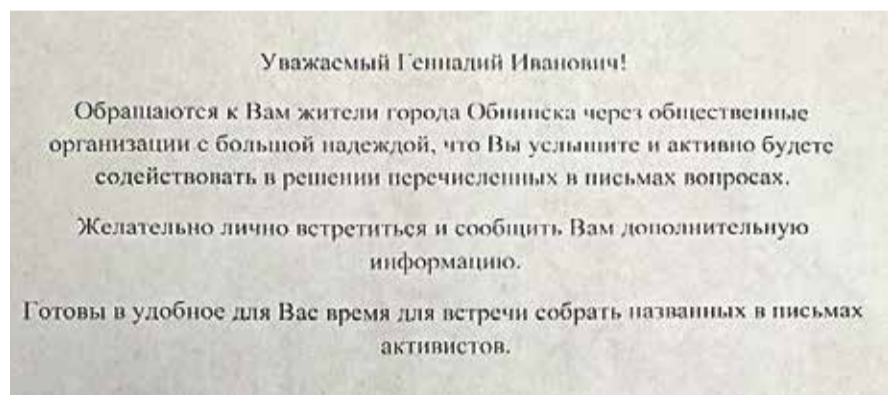 Уважаемый Геннадий Иванович!
Обращаются к Вам жители города Обнинска через общественные
организации с большой надеждой, что Вы услышите и активно будете
содействовать в решении перечисленных в письмах вопросах.
Желательно лично встретиться и сообщить Вам дополнительную
информацию.
Готовы в удобное для Вас время для встречи собрать названных в письмах
активистов.